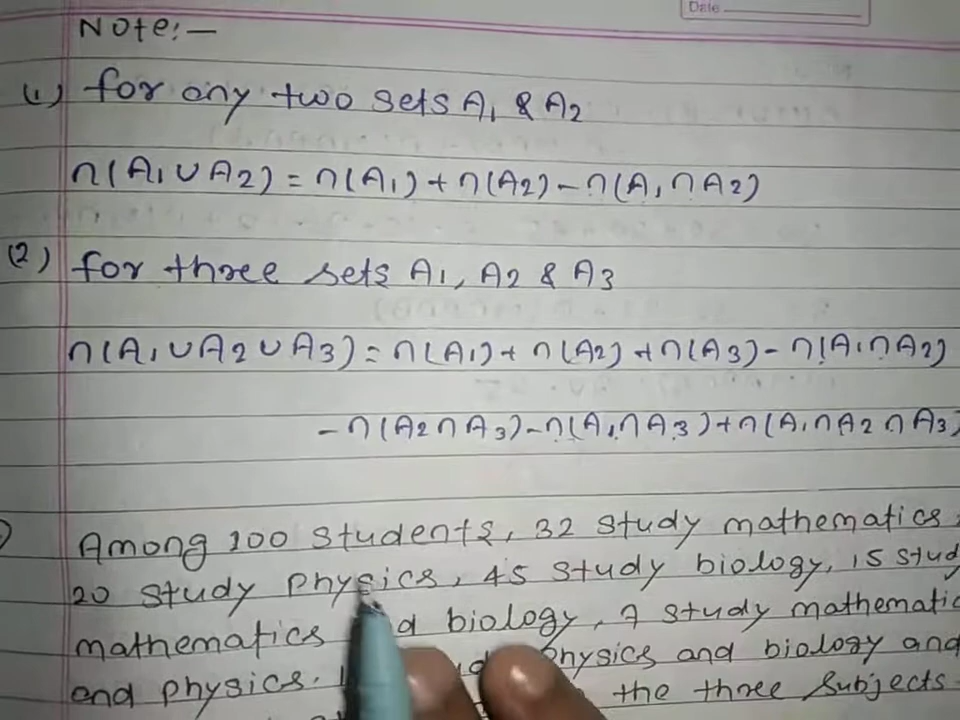 Date
Note:-
(1) for any two sets A1 & A2
n(A1 ∪ A2) = n(A1) + n(A2) - n(A1 ∩ A2)
(2) for three sets A1, A2 & A3
n(A1 ∪ A2 ∪ A3) = n(A1) + n(A2) + n(A3) - n(A1 ∩ A2)
- n(A2 ∩ A3) - n(A1 ∩ A3) + n(A1 ∩ A2 ∩ A3)
Among 100 students, 32 study mathematics,
20 study physics, 45 study biology, 15
mathematics biology, 7 study
and physics. physics and biology and
the three subjects